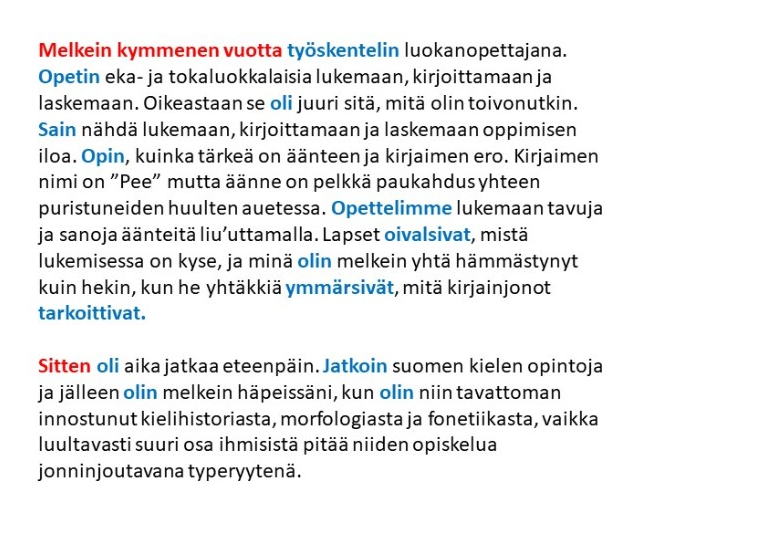 Melkein kymmenen vuotta työskentelin luokanopettajana.
Opetin eka- ja tokaluokkalaisia lukemaan, kirjoittamaan ja
laskemaan. Oikeastaan se oli juuri sitä, mitä olin toivonutkin.
Sain nähdä lukemaan, kirjoittamaan ja laskemaan oppimisen
iloa. Opin, kuinka tärkeä on äänteen ja kirjaimen ero. Kirjaimen
nimi on ”Pee” mutta äänne on pelkkä paukahdus yhteen
puristuneiden huulten auetessa. Opettelimme lukemaan tavuja
ja sanoja äänteitä liu’uttamalla. Lapset oivalsivat, mistä
lukemisessa on kyse, ja minä olin melkein yhtä hämmästynyt
kuin hekin, kun he yhtäkkiä ymmärsivät, mitä kirjainjonot
tarkoittivat.
Sitten oli aika jatkaa eteenpäin. Jatkoin suomen kielen opintoja
ja jälleen olin melkein häpeissäni, kun olin niin tavattoman
innostunut kielihistoriasta, morfologiasta ja fonetiikasta, vaikka
luultavasti suuri osa ihmisistä pitää niiden opiskelua
jonninjoutavana typeryytenä.